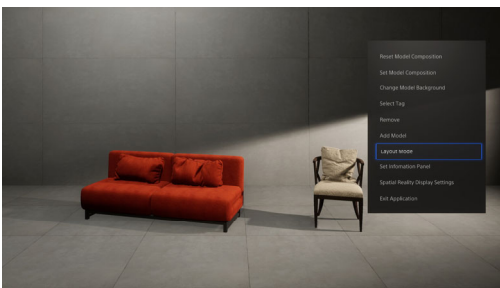 Reset Model Composition
Set Model Composition
Change Model Background
Select Tag
Remove
Add Model
Layout Mode
Set Infomation Panel
Spatial Reality Display Settings
Exit Application